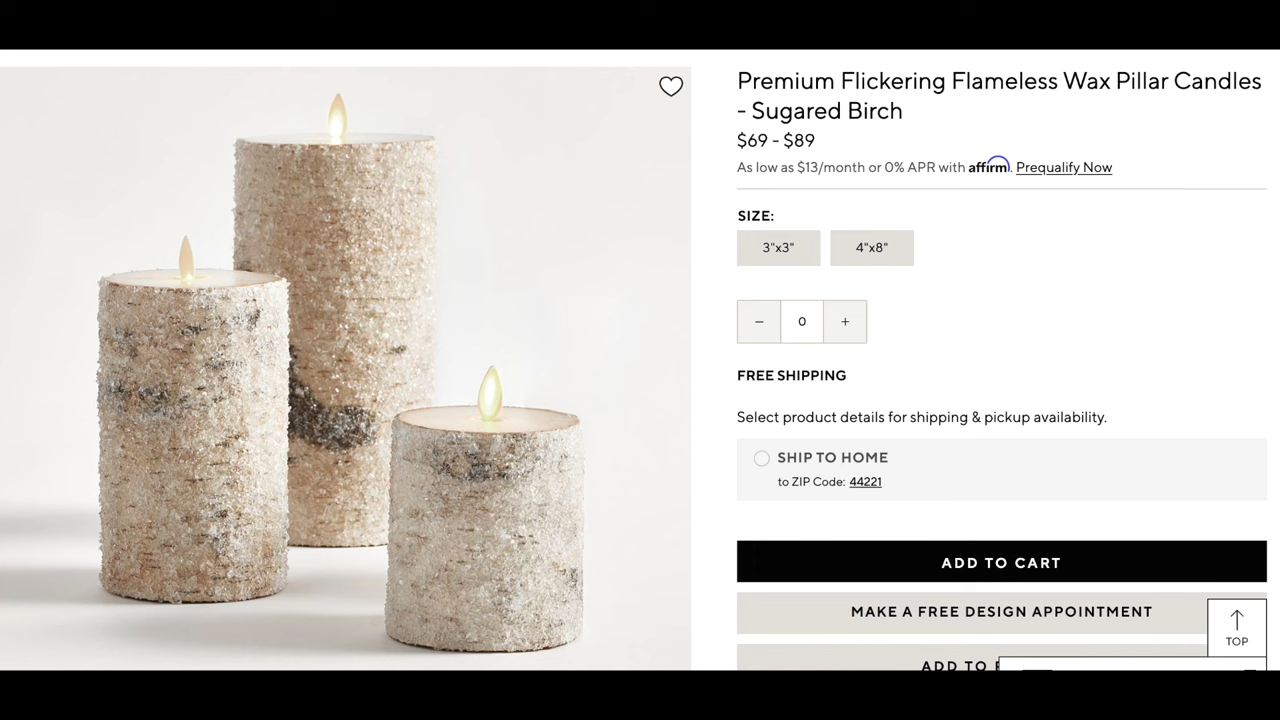 Premium Flickering Flameless Wax Pillar Candles
- Sugared Birch
$69 - $89
As low as $13/month or 0% APR with affirm. Prequalify Now
SIZE:
3"x3" 4"x8"
– 0 +
FREE SHIPPING
Select product details for shipping & pickup availability.
SHIP TO HOME
to ZIP Code: 44221
ADD TO CART
MAKE A FREE DESIGN APPOINTMENT
TOP
ADD TO